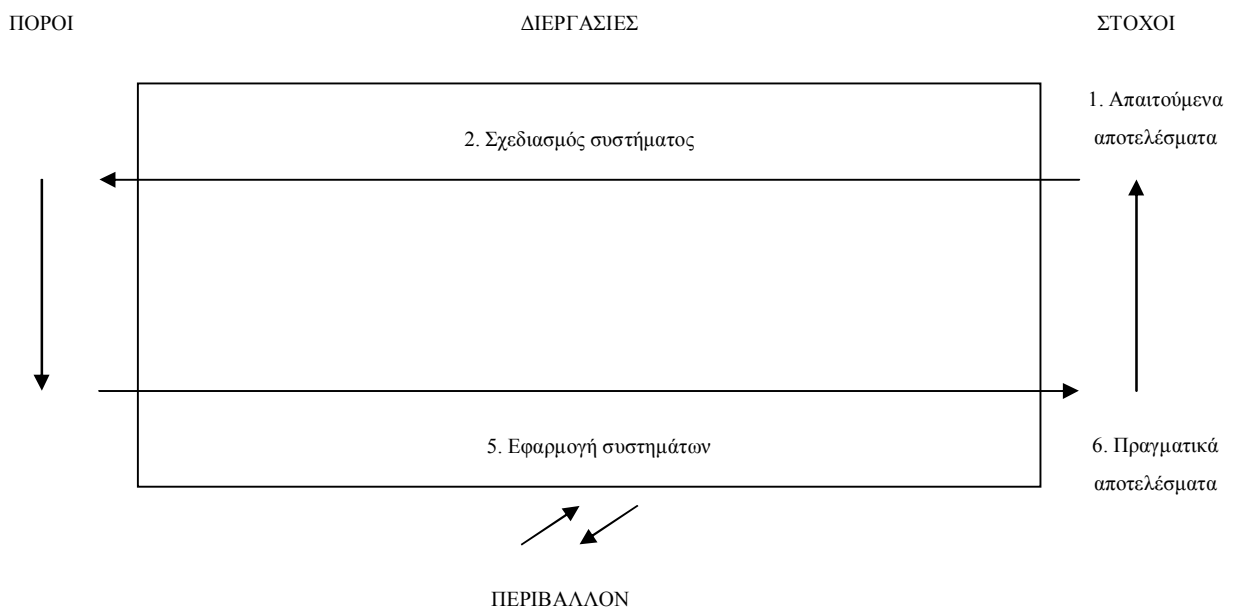 ΠΟΡΟΙ
ΔΙΕΡΓΑΣΙΕΣ
ΣΤΟΧΟΙ
1. Απαιτούμενα
αποτελέσματα
2. Σχεδιασμός συστήματος
5. Εφαρμογή συστημάτων
6. Πραγματικά
αποτελέσματα
ΠΕΡΙΒΑΛΛΟΝ